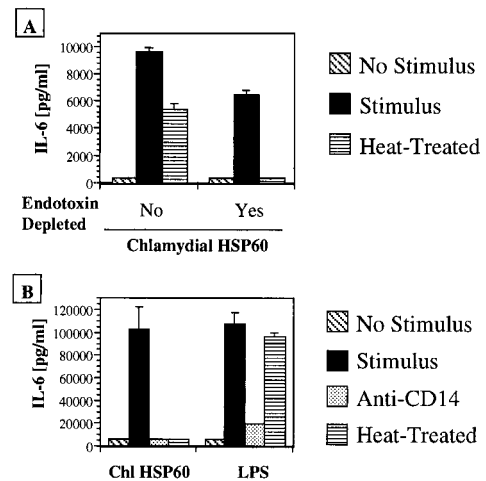 A
IL-6 [pg/ml]
10000
8000
6000
4000
2000
0
No Stimulus
Stimulus
Heat-Treated
Endotoxin
Depleted
No
Yes
Chlamydial HSP60
B
IL-6 [pg/ml]
120000
100000
80000
60000
40000
20000
0
No Stimulus
Stimulus
Anti-CD14
Heat-Treated
Chl HSP60
LPS